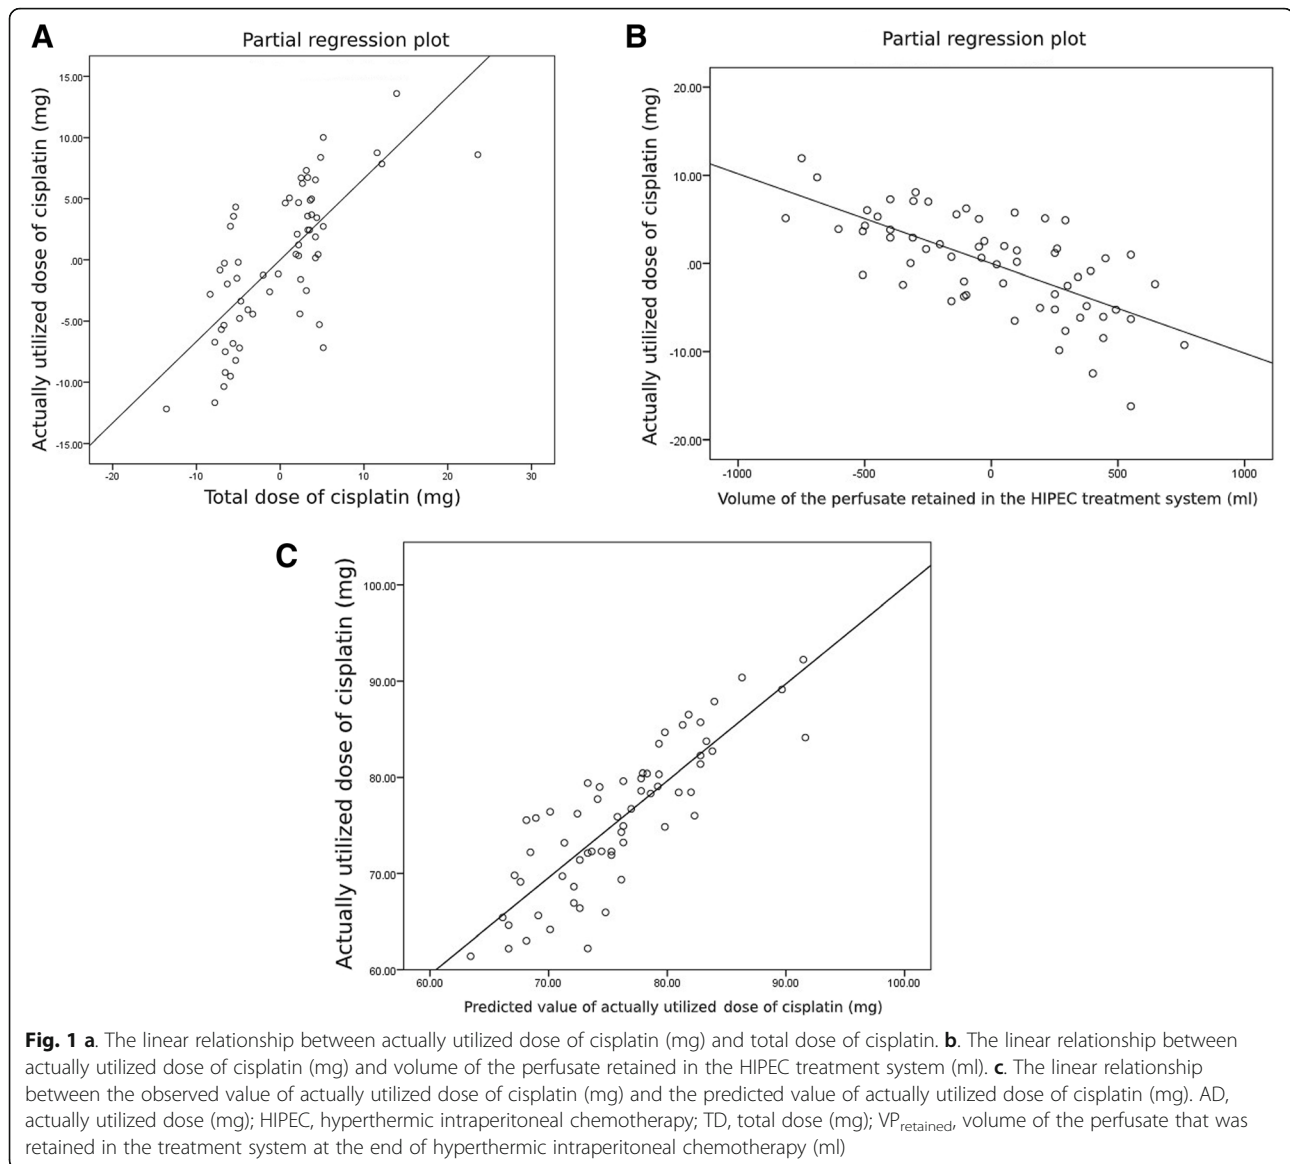 A
Partial regression plot
Actually utilized dose of cisplatin (mg)
15.00
10.00
5.00
.00
-5.00
-10.00
-15.00
-20
-10
0
10
20
30
Total dose of cisplatin (mg)
B
Partial regression plot
Actually utilized dose of cisplatin (mg)
20.00
10.00
.00
-10.00
-20.00
-1000
-500
0
500
1000
Volume of the perfusate retained in the HIPEC treatment system (ml)
C
Actually utilized dose of cisplatin (mg)
100.00
90.00
80.00
70.00
60.00
60.00
70.00
80.00
90.00
100.00
Predicted value of actually utilized dose of cisplatin (mg)
Fig. 1 a. The linear relationship between actually utilized dose of cisplatin (mg) and total dose of cisplatin. b. The linear relationship between
actually utilized dose of cisplatin (mg) and volume of the perfusate retained in the HIPEC treatment system (ml). c. The linear relationship
between the observed value of actually utilized dose of cisplatin (mg) and the predicted value of actually utilized dose of cisplatin (mg). AD,
actually utilized dose (mg); HIPEC, hyperthermic intraperitoneal chemotherapy; TD, total dose (mg); VPretained, volume of the perfusate that was
retained in the treatment system at the end of hyperthermic intraperitoneal chemotherapy (ml)